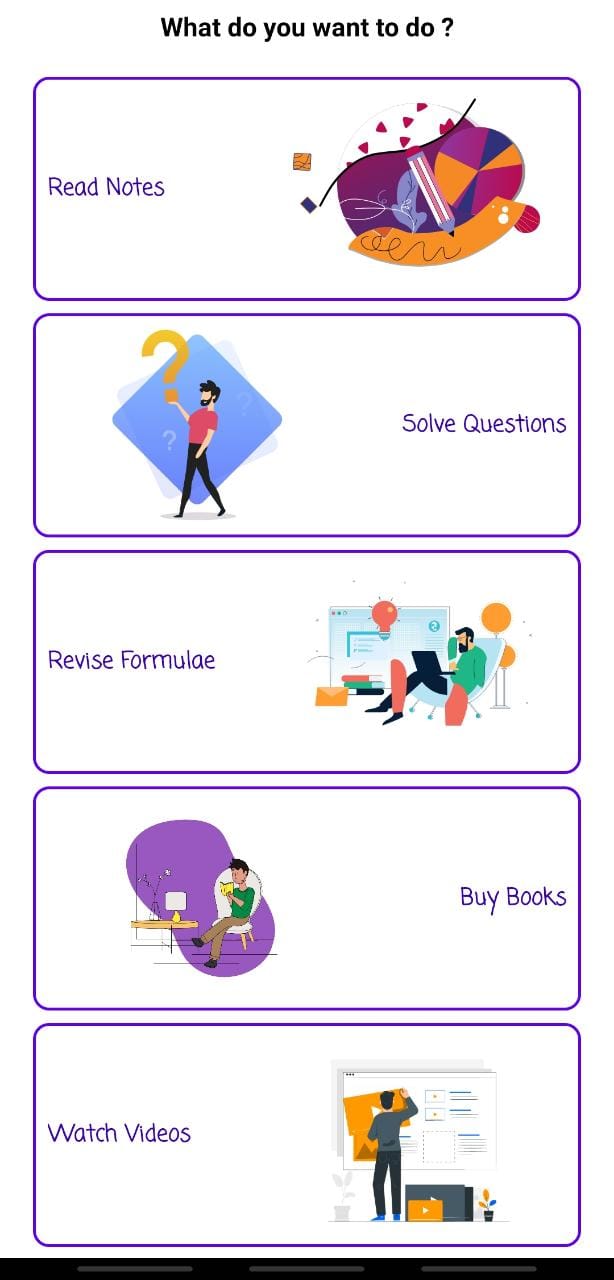 What do you want to do ?
Read Notes
Solve Questions
Revise Formulae
Buy Books
Watch Videos